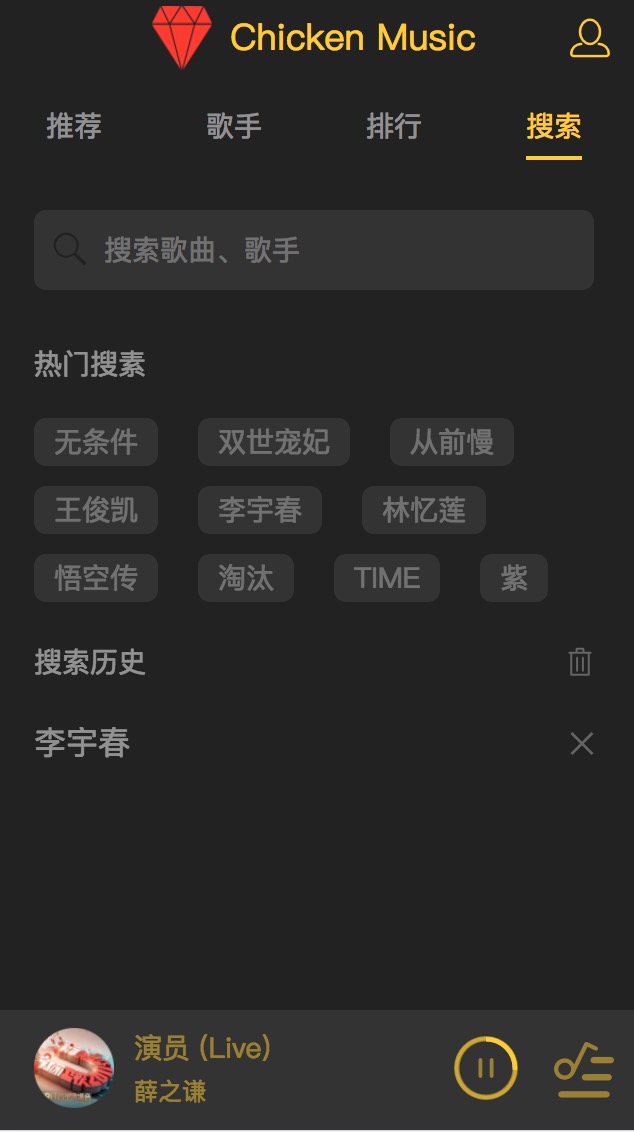 Chicken Music
推荐 歌手 排行 搜索
搜索歌曲、歌手
热门搜素
无条件 双世宠妃 从前慢
王俊凯 李宇春 林忆莲
悟空传 淘汰 TIME 紫
搜索历史
李宇春
演员 (Live)
薛之谦